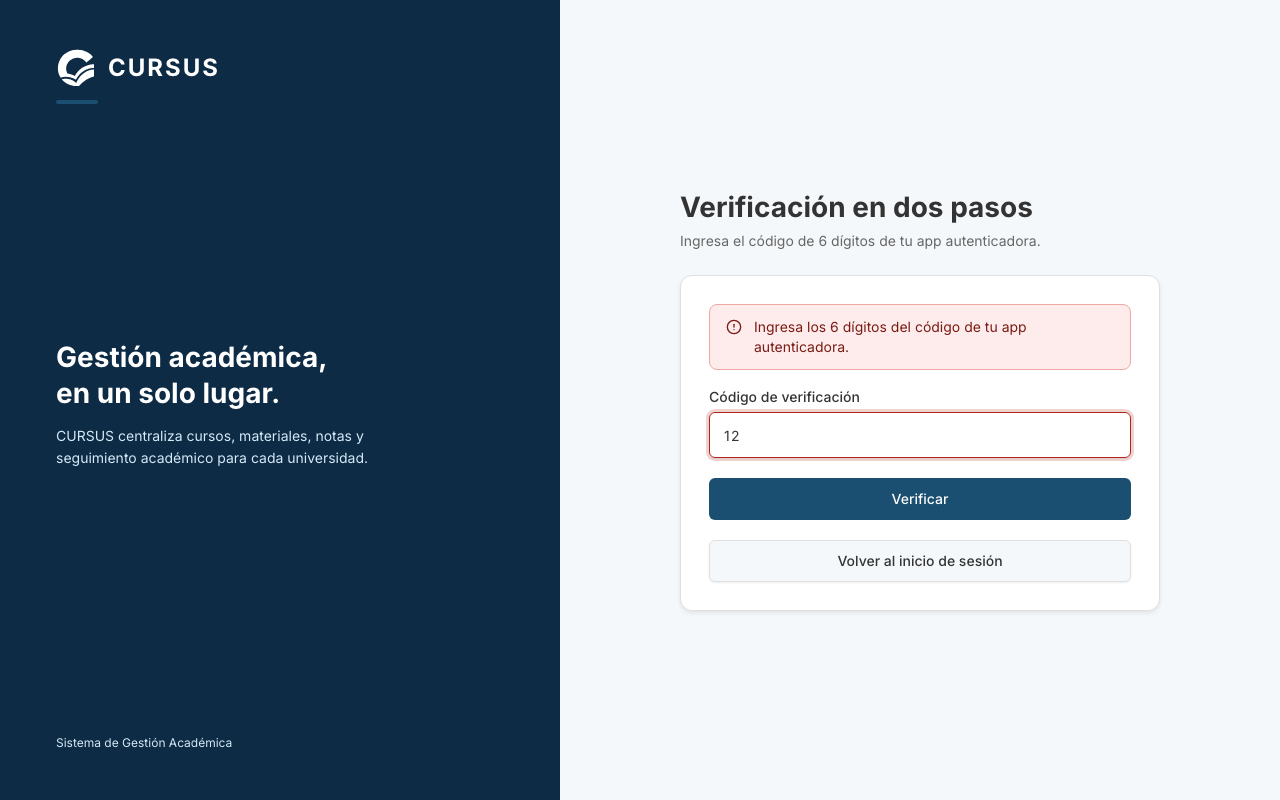 CURSUS
Gestión académica,
en un solo lugar.
CURSUS centraliza cursos, materiales, notas y
seguimiento académico para cada universidad.
Sistema de Gestión Académica
Verificación en dos pasos
Ingresa el código de 6 dígitos de tu app autenticadora.
Ingresa los 6 dígitos del código de tu app
autenticadora.
Código de verificación
12
Verificar
Volver al inicio de sesión